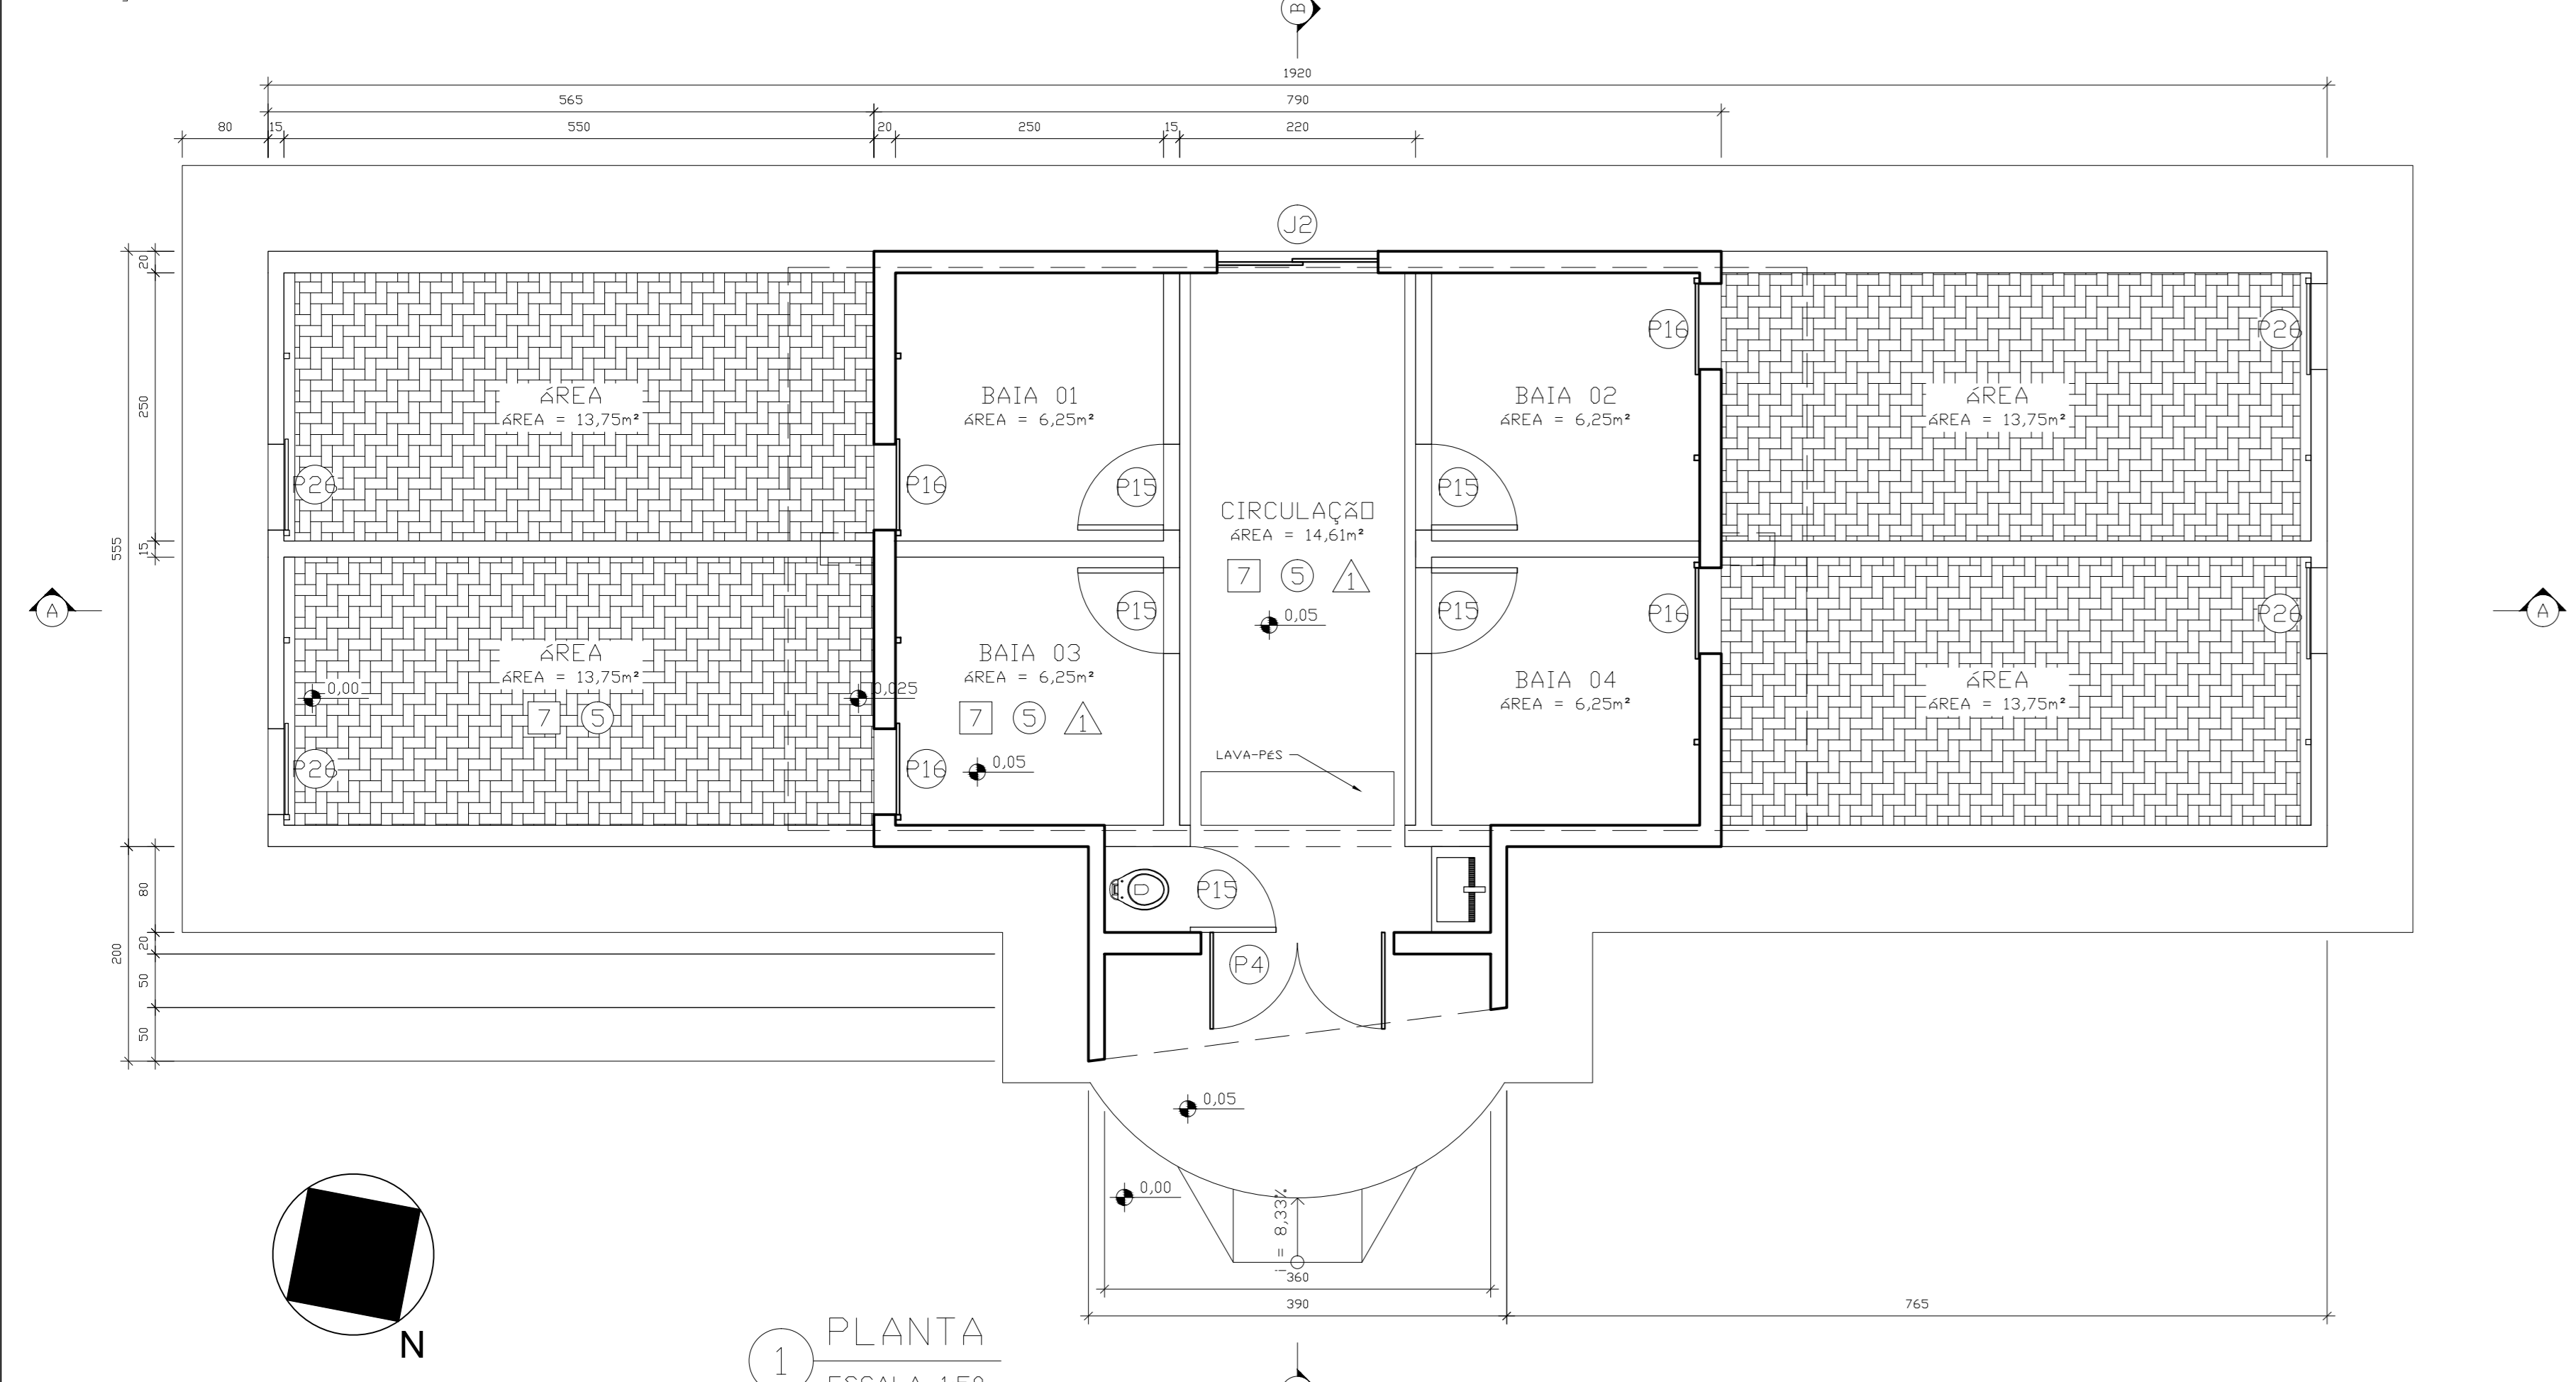 B
1920
565
790
80
15
550
20
250
15
220
J2
20
250
555
15
P16
P26
ÁREA
ÁREA = 13,75m²
BAIA 01
ÁREA = 6,25m²
BAIA 02
ÁREA = 6,25m²
ÁREA
ÁREA = 13,75m²
P26
P16
P15
P15
CIRCULAÇÃO
ÁREA = 14,61m²
7
5
1
0,05
A
P15
P15
P16
P26
A
ÁREA
ÁREA = 13,75m²
0,00
0,025
7
5
BAIA 03
ÁREA = 6,25m²
7
5
1
0,05
BAIA 04
ÁREA = 6,25m²
ÁREA
ÁREA = 13,75m²
P26
P16
LAVA-PÉS
80
P15
200
20
P4
50
50
0,05
0,00
i = 8,33%
360
390
765
N
1
PLANTA